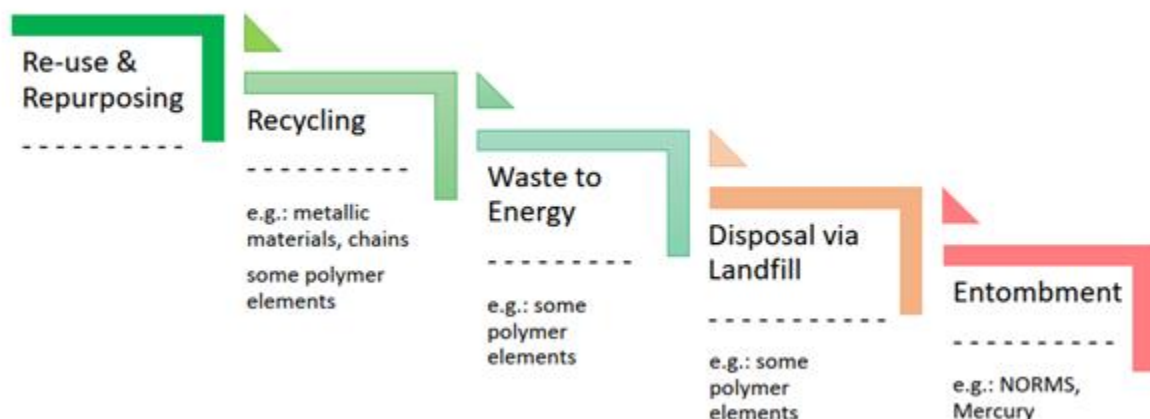 Re-use &
Repurposing
- - - - - - - - - -
Recycling
- - - - - - - - - -
e.g.: metallic
materials, chains
some polymer
elements
Waste to
Energy
- - - - - - - - -
e.g.: some
polymer
elements
Disposal via
Landfill
- - - - - - - - - - -
e.g.: some
polymer
elements
Entombment
- - - - - - - - - -
e.g.: NORMS,
Mercury